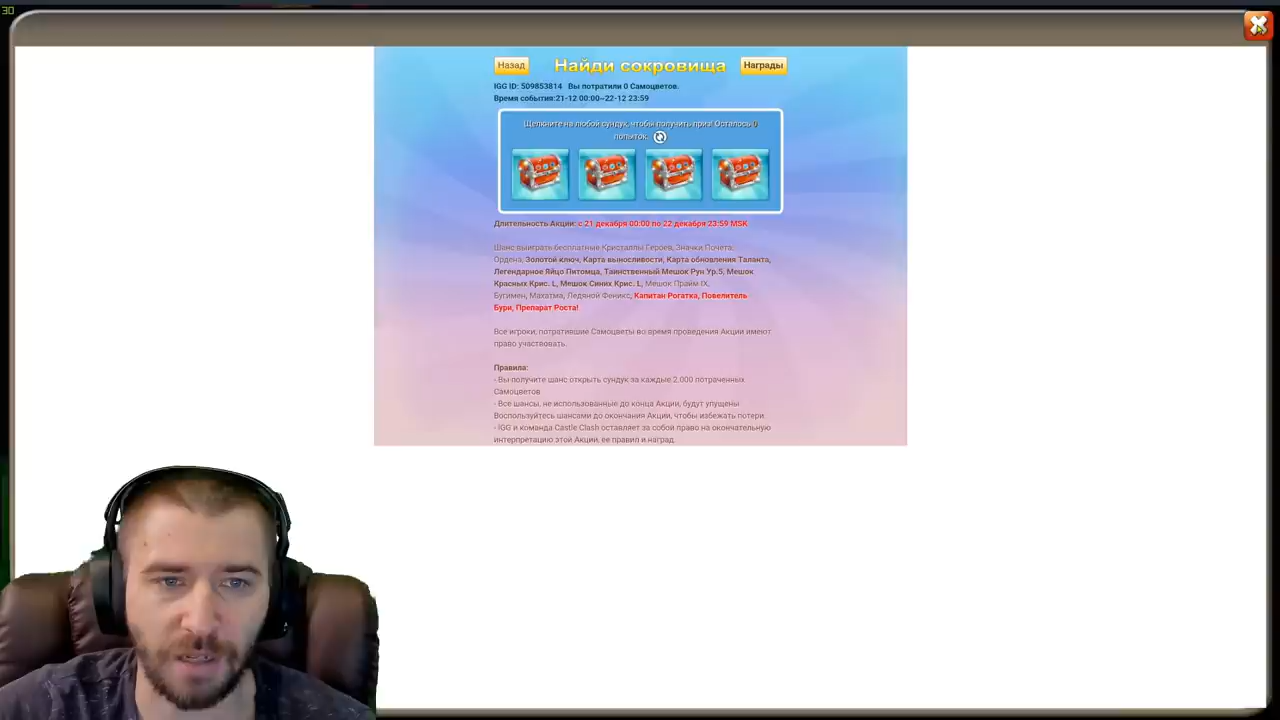 30
Назад
Найди сокровища
Награды
IGG ID: 509853814 Вы потратили 0 Самоцветов.
Время события:21-12 00:00~22-12 23:59
Щелкните на любой сундук, чтобы получить приз! Осталось 0
попыток.
Длительность Акции: с 21 декабря 00:00 по 22 декабря 23:59 MSK
Шанс выиграть бесплатные Кристаллы Героев, Значки Почета,
Ордена, Золотой ключ, Карта выносливости, Карта обновления Таланта,
Легендарное Яйцо Питомца, Таинственный Мешок Рун Ур.5, Мешок
Красных Крис. L, Мешок Синих Крис. L, Мешок Прайм IX,
Бугимен, Махатма, Ледяной Феникс, Капитан Рогатка, Повелитель
Бури, Препарат Роста!
Все игроки, потратившие Самоцветы во время проведения Акции имеют
право участвовать.
Правила:
- Вы получите шанс открыть сундук за каждые 2,000 потраченных
Самоцветов
- Все шансы, не использованные до конца Акции, будут упущены.
Воспользуйтесь шансами до окончания Акции, чтобы избежать потери.
- IGG и команда Castle Clash оставляет за собой право на окончательную
интерпретацию этой Акции, ее правил и наград.